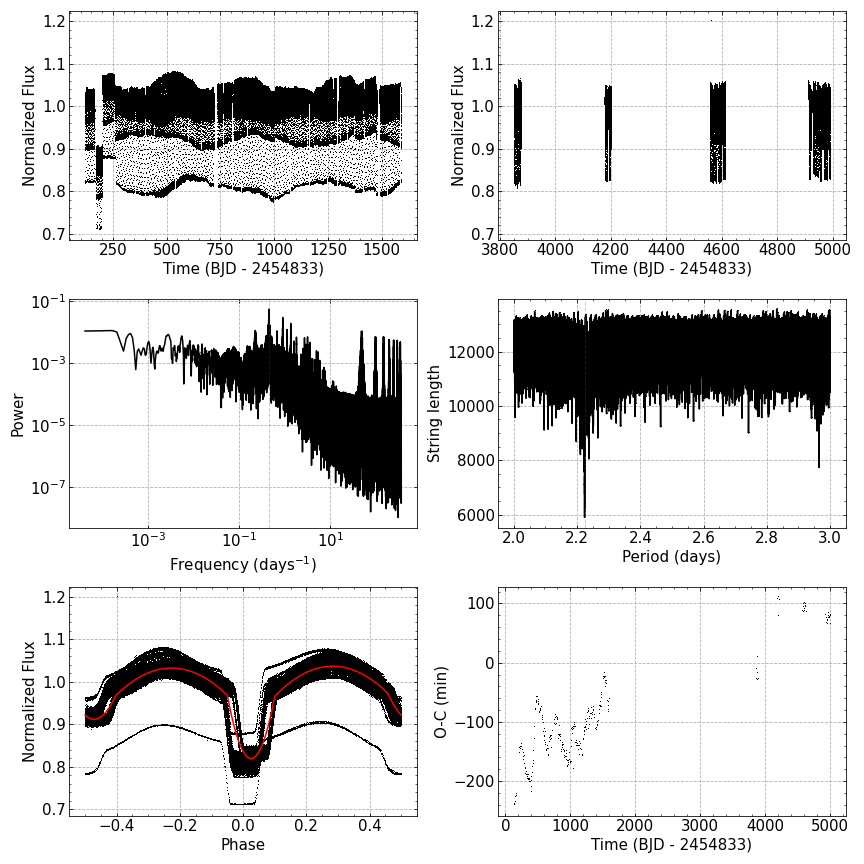 1.2
1.1
1.0
0.9
0.8
0.7
Normalized Flux
250 500 750 1000 1250 1500
Time (BJD - 2454833)
1.2
1.1
1.0
0.9
0.8
0.7
Normalized Flux
3800 4000 4200 4400 4600 4800 5000
Time (BJD - 2454833)
10⁻¹
10⁻³
10⁻⁵
10⁻⁷
Power
10⁻³ 10⁻¹ 10¹
Frequency (days⁻¹)
12000
10000
8000
6000
String length
2.0 2.2 2.4 2.6 2.8 3.0
Period (days)
1.2
1.1
1.0
0.9
0.8
0.7
Normalized Flux
−0.4 −0.2 0.0 0.2 0.4
Phase
100
0
−100
−200
O-C (min)
0 1000 2000 3000 4000 5000
Time (BJD - 2454833)